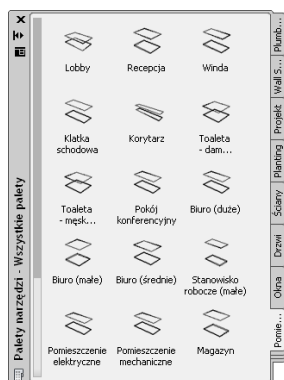 Palety narzędzi - Wszystkie palety
Lobby
Recepcja
Winda
Klatka
schodowa
Korytarz
Toaleta
- dam...
Toaleta
- męsk...
Pokój
konferencyjny
Biuro (duże)
Biuro (małe)
Biuro (średnie)
Stanowisko
robocze (małe)
Pomieszczenie
elektryczne
Pomieszczenie
mechaniczne
Magazyn
Plumb...
Wall S...
Projekt
Planting
Ściany
Drzwi
Okna
Pomie...